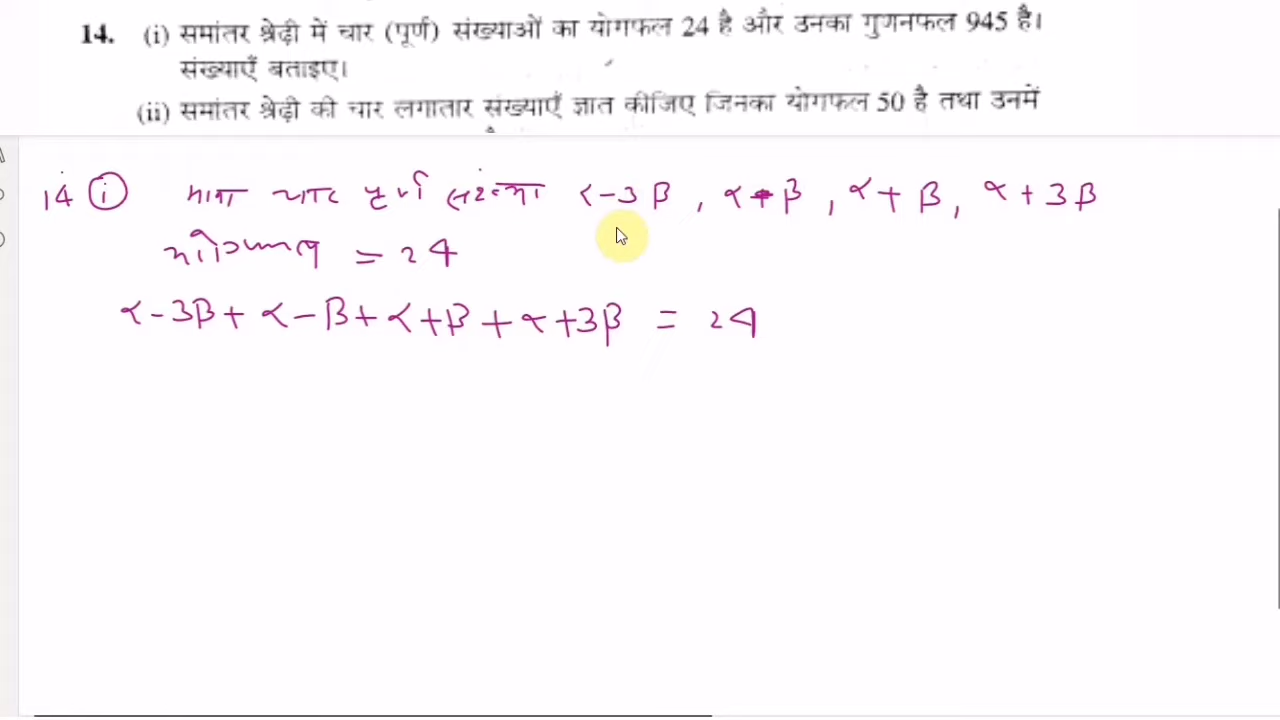 14. (i) समांतर श्रेढ़ी में चार (पूर्ण) संख्याओं का योगफल 24 है और उनका गुणनफल 945 है।
संख्याएँ बताइए।
(ii) समांतर श्रेढ़ी की चार लगातार संख्याएँ ज्ञात कीजिए जिनका योगफल 50 है तथा उनमें
14 (i) माना चार पूर्ण संख्या α-3β, α-β, α+β, α+3β
योगफल = 24
α-3β+α-β+α+β+α+3β = 24